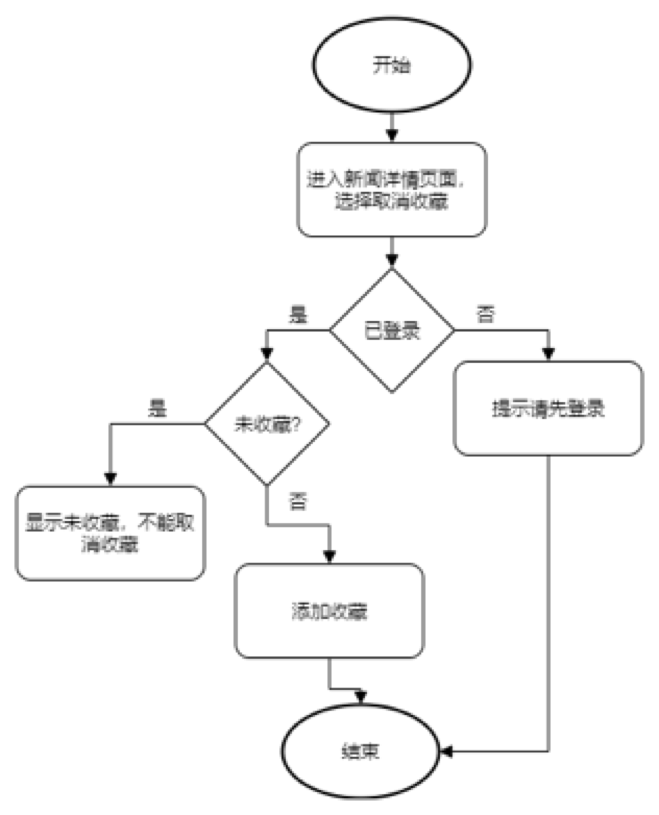 开始
进入新闻详情页面，
选择取消收藏
已登录
是
否
未收藏?
提示请先登录
是
否
显示未收藏，不能取
消收藏
添加收藏
结束